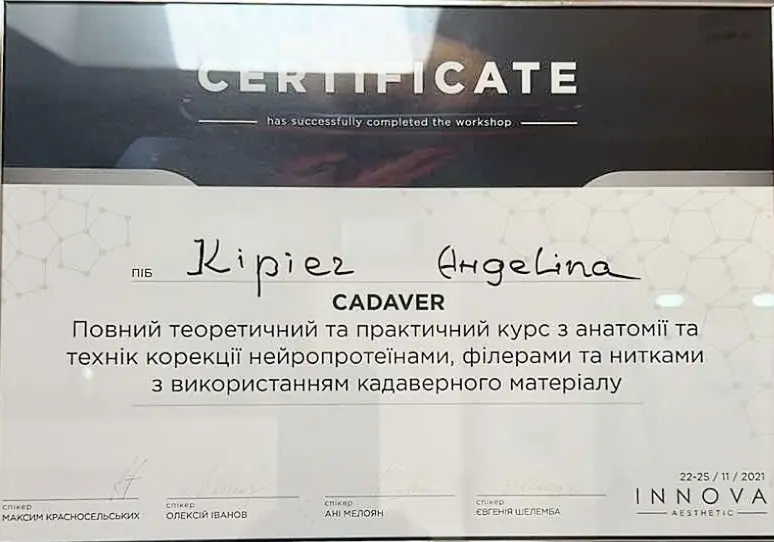 CERTIFICATE
has successfully completed the workshop
ПІБ Кіріег Ангеlina
CADAVER
Повний теоретичний та практичний курс з анатомії та
технік корекції нейропротеїнами, філерами та нитками
з використанням кадаверного матеріалу
22-25 / 11 / 2021
INNOVA
AESTHETIC
спікер
МАКСИМ КРАСНОСЕЛЬСЬКИХ
спікер
ОЛЕКСІЙ ІВАНОВ
спікер
АНІ МЕЛОЯН
спікер
ЄВГЕНІЯ ШЕЛЕМБА